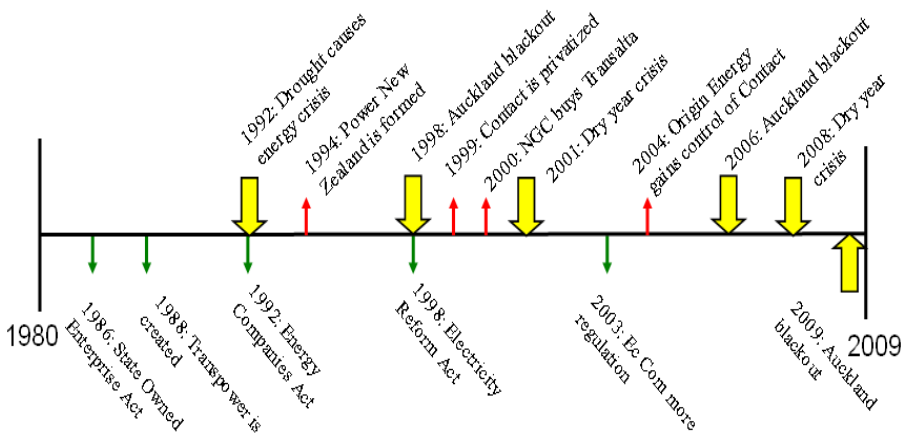 1992: Drought causes
energy crisis
1994: Power New
Zealand is formed
1998: Auckland blackout
1999: Contact is privatized
2000: NGC buys Transalta
2001: Dry year crisis
2004: Origin Energy
gains control of Contact
2006: Auckland blackout
2008: Dry year
crisis
1980
2009
1986: State Owned
Enterprise Act
1988: Transpower is
created
1992: Energy
Companies Act
1998: Electricity
Reform Act
2003: Ec Com more
regulation
2009: Auckland
blackout